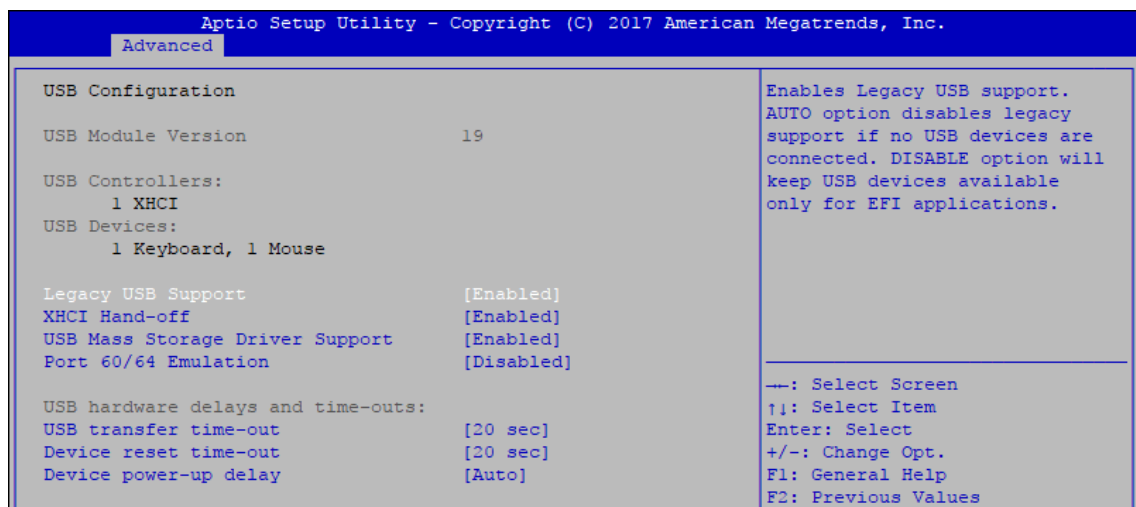 Aptio Setup Utility – Copyright (C) 2017 American Megatrends, Inc.
Advanced
USB Configuration
USB Module Version 19
USB Controllers:
1 XHCI
USB Devices:
1 Keyboard, 1 Mouse
Legacy USB Support [Enabled]
XHCI Hand-off [Enabled]
USB Mass Storage Driver Support [Enabled]
Port 60/64 Emulation [Disabled]
USB hardware delays and time-outs:
USB transfer time-out [20 sec]
Device reset time-out [20 sec]
Device power-up delay [Auto]
Enables Legacy USB support.
AUTO option disables legacy
support if no USB devices are
connected. DISABLE option will
keep USB devices available
only for EFI applications.
→←: Select Screen
↑↓: Select Item
Enter: Select
+/-: Change Opt.
F1: General Help
F2: Previous Values